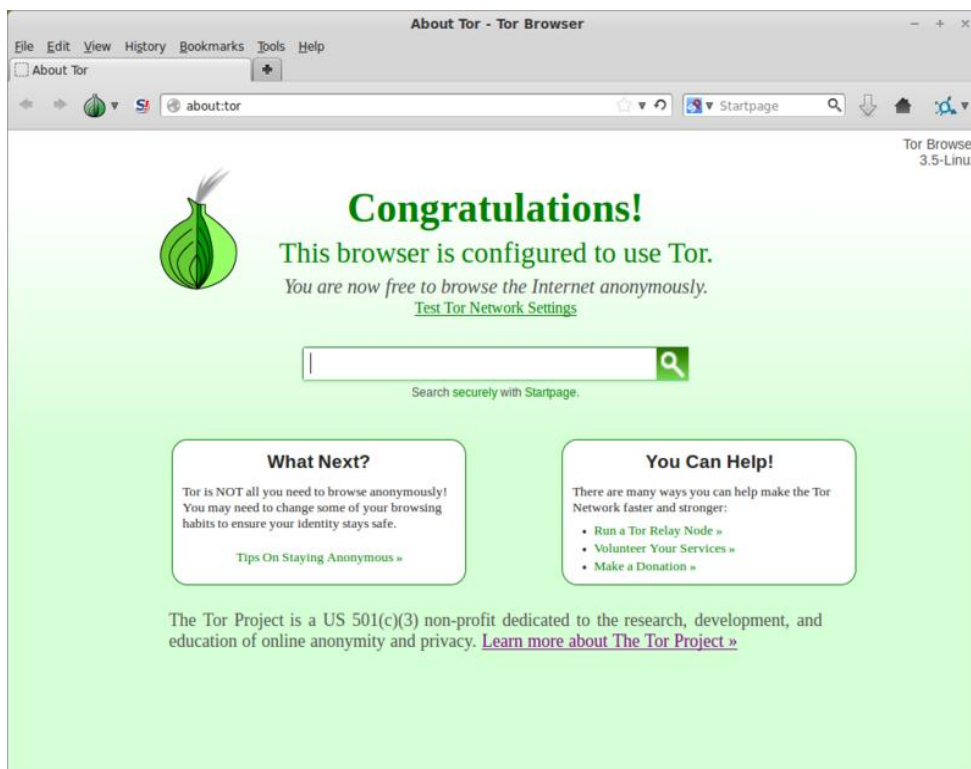 About Tor - Tor Browser
File Edit View History Bookmarks Tools Help
About Tor
S! about:tor Startpage
Tor Browse
3.5-Linu
Congratulations!
This browser is configured to use Tor.
You are now free to browse the Internet anonymously.
Test Tor Network Settings
Search securely with Startpage.
What Next?
Tor is NOT all you need to browse anonymously!
You may need to change some of your browsing
habits to ensure your identity stays safe.
Tips On Staying Anonymous »
You Can Help!
There are many ways you can help make the Tor
Network faster and stronger:
• Run a Tor Relay Node »
• Volunteer Your Services »
• Make a Donation »
The Tor Project is a US 501(c)(3) non-profit dedicated to the research, development, and
education of online anonymity and privacy. Learn more about The Tor Project »